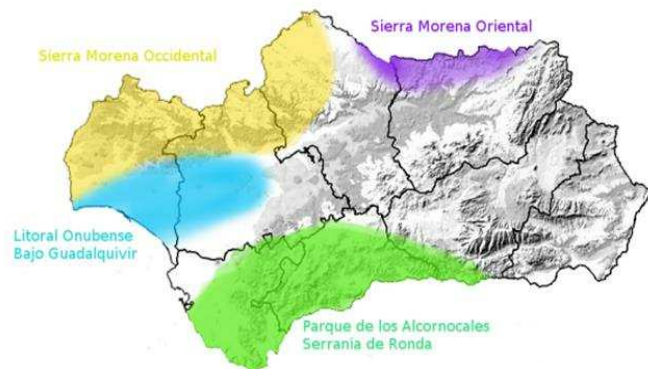 Sierra Morena Oriental
Sierra Morena Occidental
Litoral Onubense
Bajo Guadalquivir
Parque de los Alcornocales
Serranía de Ronda